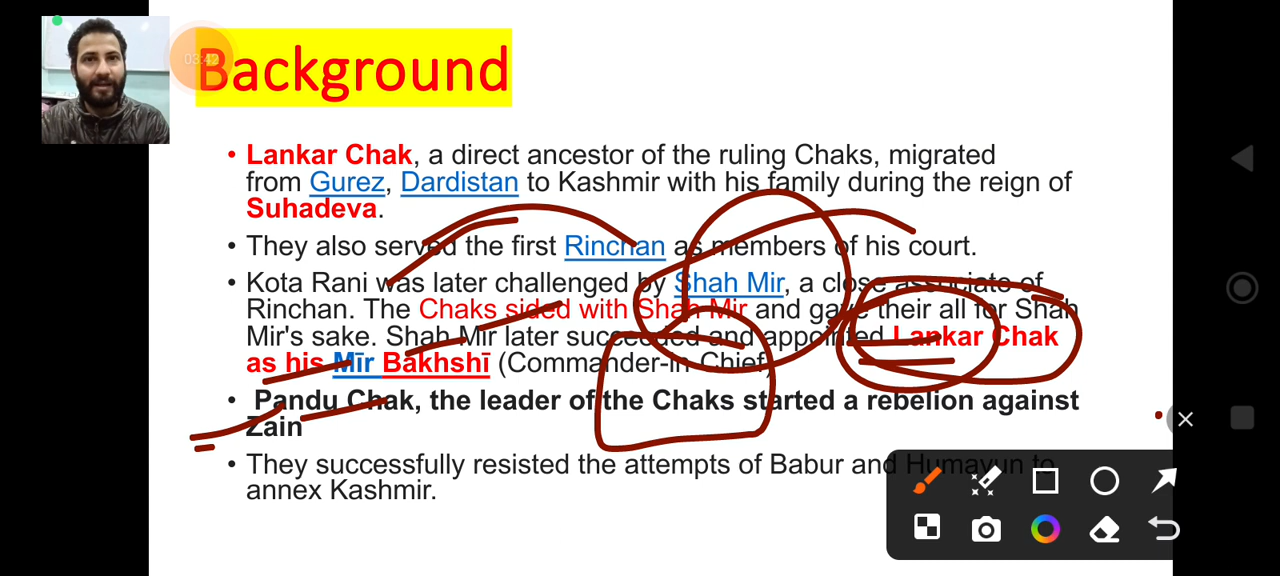 03:42
Background
• Lankar Chak, a direct ancestor of the ruling Chaks, migrated
from Gurez, Dardistan to Kashmir with his family during the reign of
Suhadeva.
• They also served the first Rinchan as members of his court.
• Kota Rani was later challenged by Shah Mir, a close associate of
Rinchan. The Chaks sided with Shah Mir and gave their all for Shah
Mir's sake. Shah Mir later succeeded and appointed Lankar Chak
as his Mīr Bakhshī (Commander-in-Chief)
• Pandu Chak, the leader of the Chaks started a rebelion against
Zain
• They successfully resisted the attempts of Babur and Humayun to
annex Kashmir.